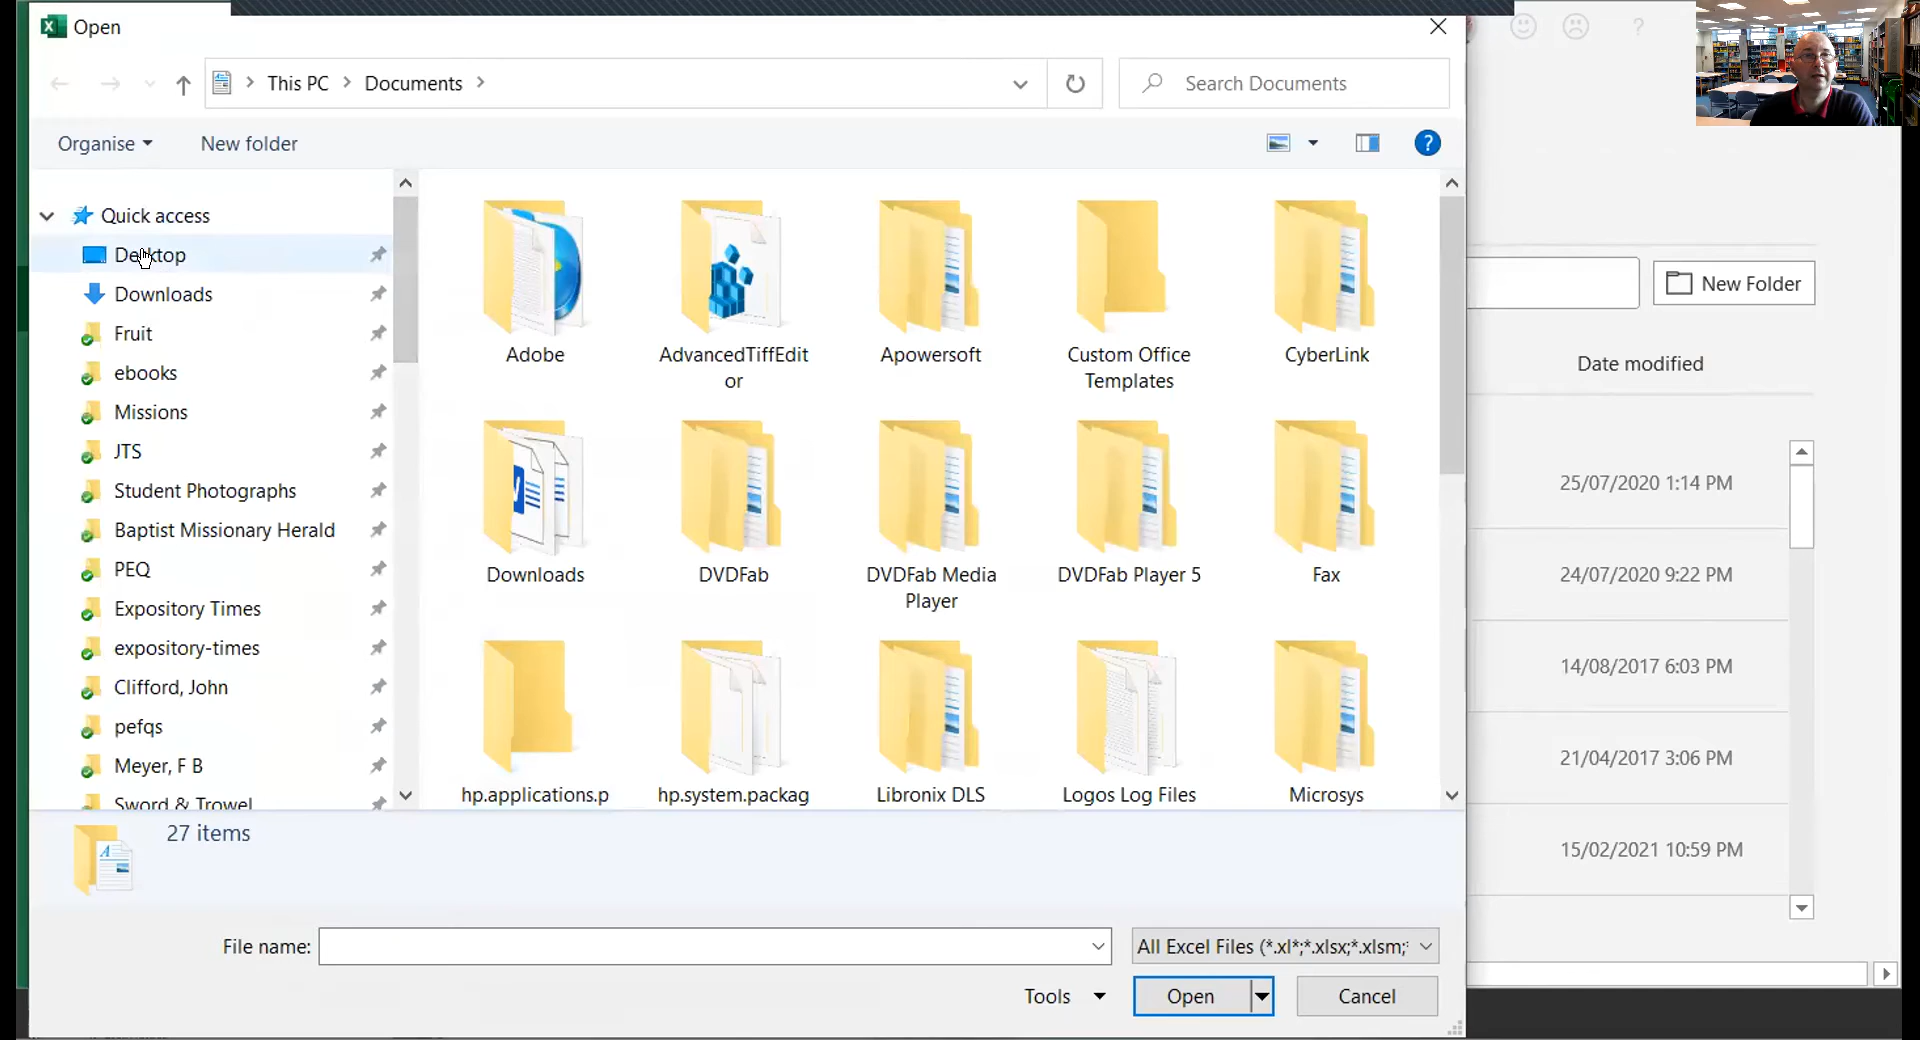 Open
This PC
Documents
Search Documents
Organise
New folder
Quick access
Desktop
Downloads
Fruit
ebooks
Missions
JTS
Student Photographs
Baptist Missionary Herald
PEQ
Expository Times
expository-times
Clifford, John
pefqs
Meyer, F B
Sword & Trowel
Adobe
AdvancedTiffEdit
or
Apowersoft
Custom Office
Templates
CyberLink
Downloads
DVDFab
DVDFab Media
Player
DVDFab Player 5
Fax
hp.applications.p
hp.system.packag
Libronix DLS
Logos Log Files
Microsys
27 items
File name:
All Excel Files (*.xl*;*.xlsx;*.xlsm;*
Tools
Open
Cancel
New Folder
Date modified
25/07/2020 1:14 PM
24/07/2020 9:22 PM
14/08/2017 6:03 PM
21/04/2017 3:06 PM
15/02/2021 10:59 PM